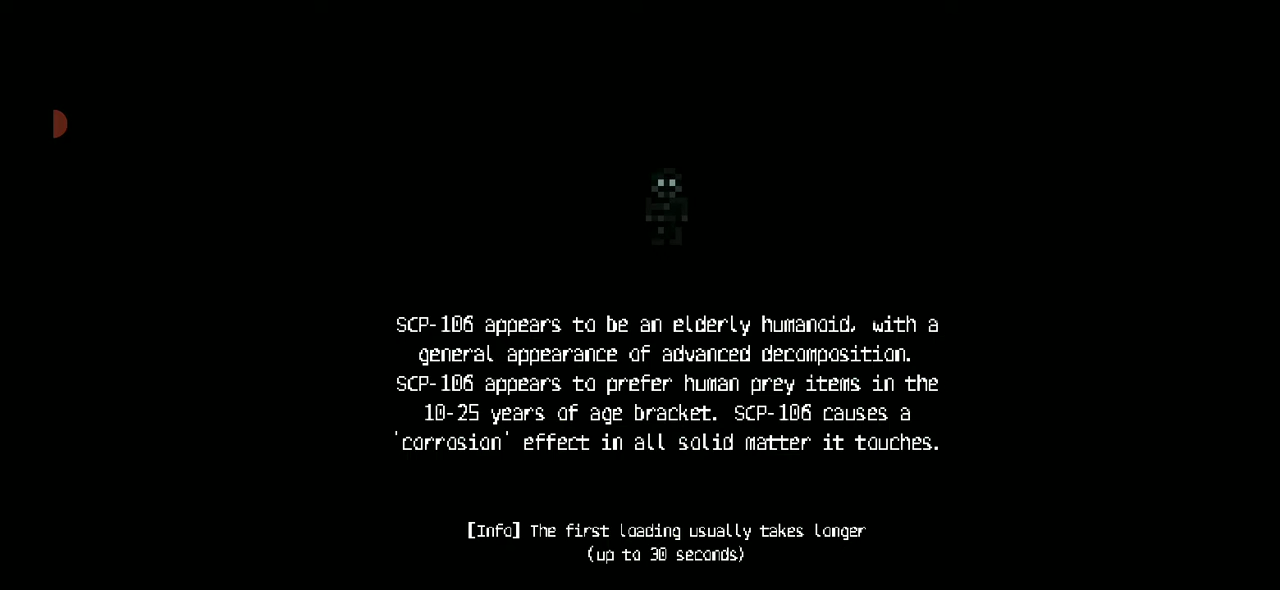 SCP-106 appears to be an elderly humanoid, with a
general appearance of advanced decomposition.
SCP-106 appears to prefer human prey items in the
10-25 years of age bracket. SCP-106 causes a
'corrosion' effect in all solid matter it touches.
[Info] The first loading usually takes longer
(up to 30 seconds)